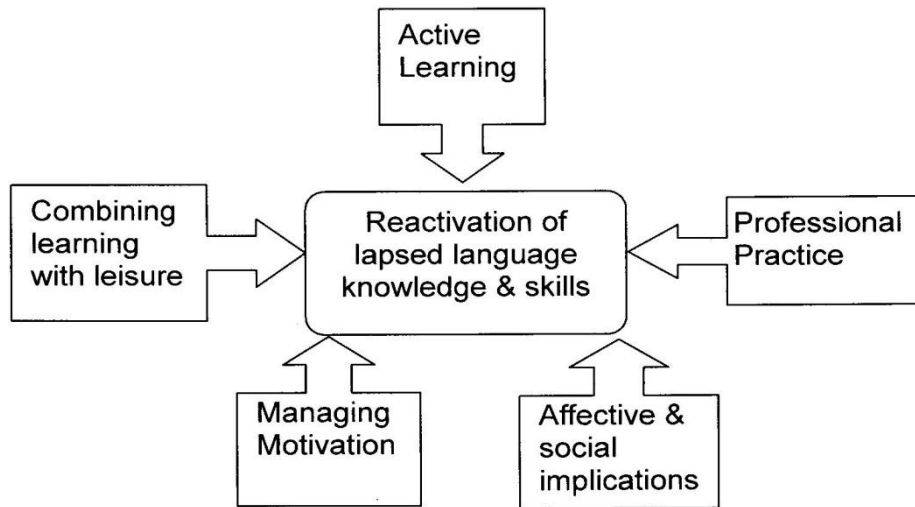 Active
Learning
Combining
learning
with leisure
Reactivation of
lapsed language
knowledge & skills
Professional
Practice
Managing
Motivation
Affective &
social
implications